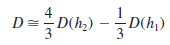 D ≅ 4/3 D(h₂) − 1/3 D(h₁)